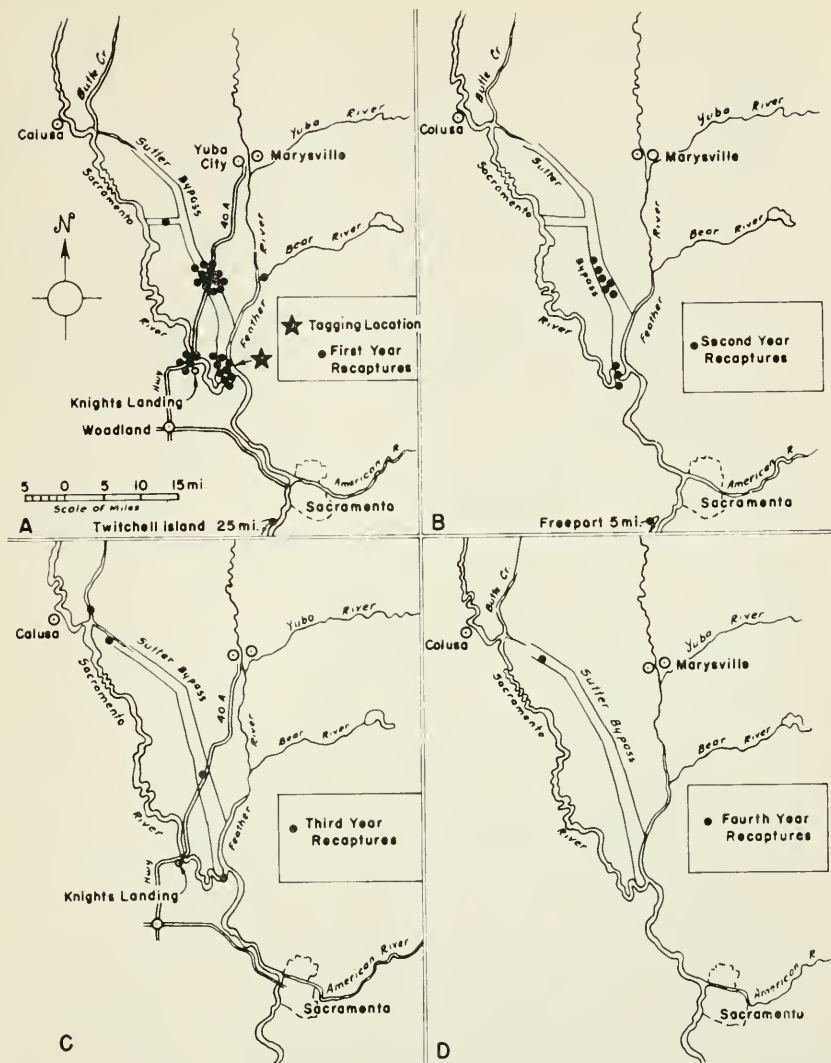 Butte Cr
Colusa
Sutter
Bypass
Yuba
City
Marysville
Yuba River
Sacramento
River
40 A
River
Feather
Bear River
N
Tagging Location
First Year
Recaptures
Knights Landing
Hwy
Woodland
5 0 5 10 15 mi.
Scale of Miles
American R.
Sacramento
A
Twitchell island 25 mi.
Butte Cr.
Colusa
Sutter
Bypass
Marysville
Yuba River
Sacramento
River
River
Feather
Bear River
Second Year
Recaptures
American R
Sacramento
B
Freeport 5 mi.
Colusa
Sutter Bypass
Yuba River
Sacramento
River
40 A
River
Feather
Bear River
Third Year
Recaptures
Knights Landing
Hwy
American River
Sacramento
C
Butte Cr.
Colusa
Sutter Bypass
Marysville
Yuba River
Sacramento
River
Bear River
Feather
Fourth Year
Recaptures
American R
Sacramento
D